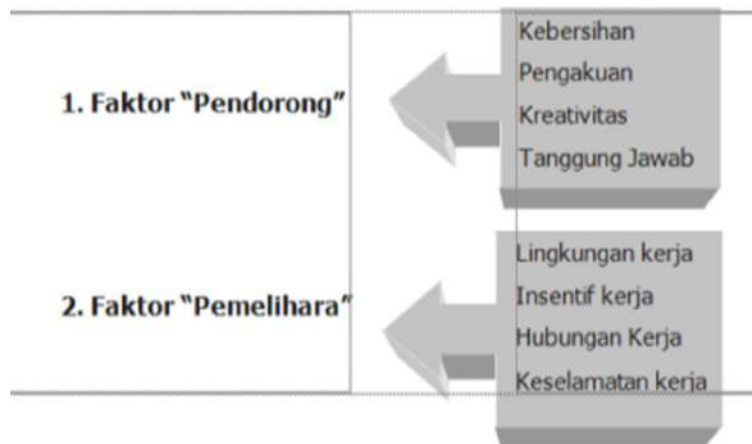 1. Faktor "Pendorong"
Kebersihan
Pengakuan
Kreativitas
Tanggung Jawab
2. Faktor "Pemelihara"
Lingkungan kerja
Insentif kerja
Hubungan Kerja
Keselamatan kerja